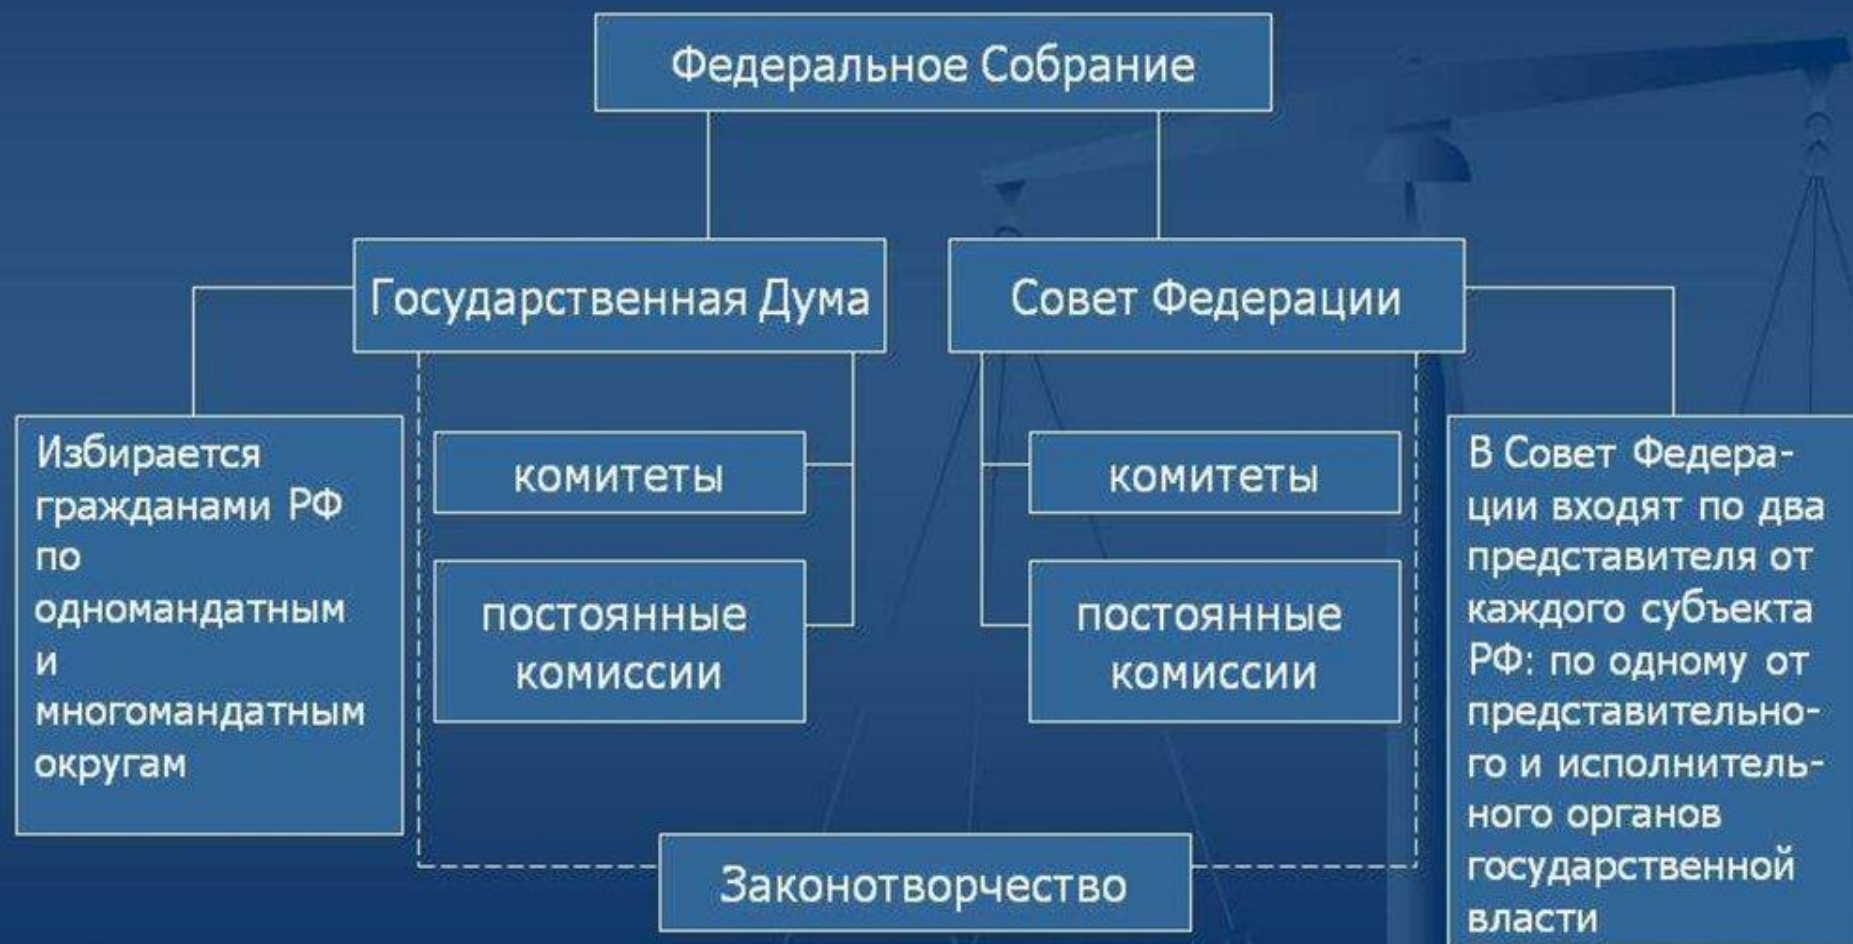 Федеральное Собрание
Государственная Дума
Совет Федерации
Избирается
гражданами РФ
по
одномандатным
и
многомандатным
округам
комитеты
постоянные
комиссии
комитеты
постоянные
комиссии
В Совет Федера-
ции входят по два
представителя от
каждого субъекта
РФ: по одному от
представительно-
го и исполнитель-
ного органов
государственной
власти
Законотворчество